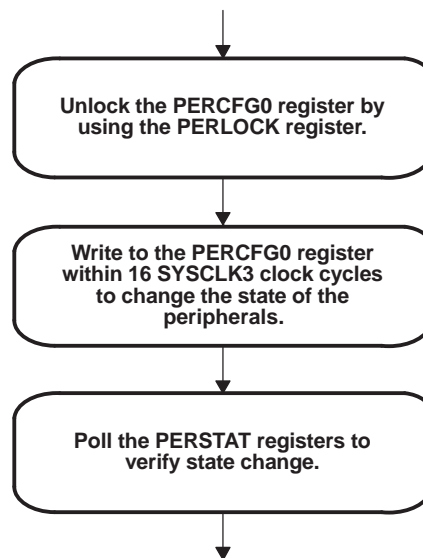 Unlock the PERCFG0 register by
using the PERLOCK register.
Write to the PERCFG0 register
within 16 SYSCLK3 clock cycles
to change the state of the
peripherals.
Poll the PERSTAT registers to
verify state change.